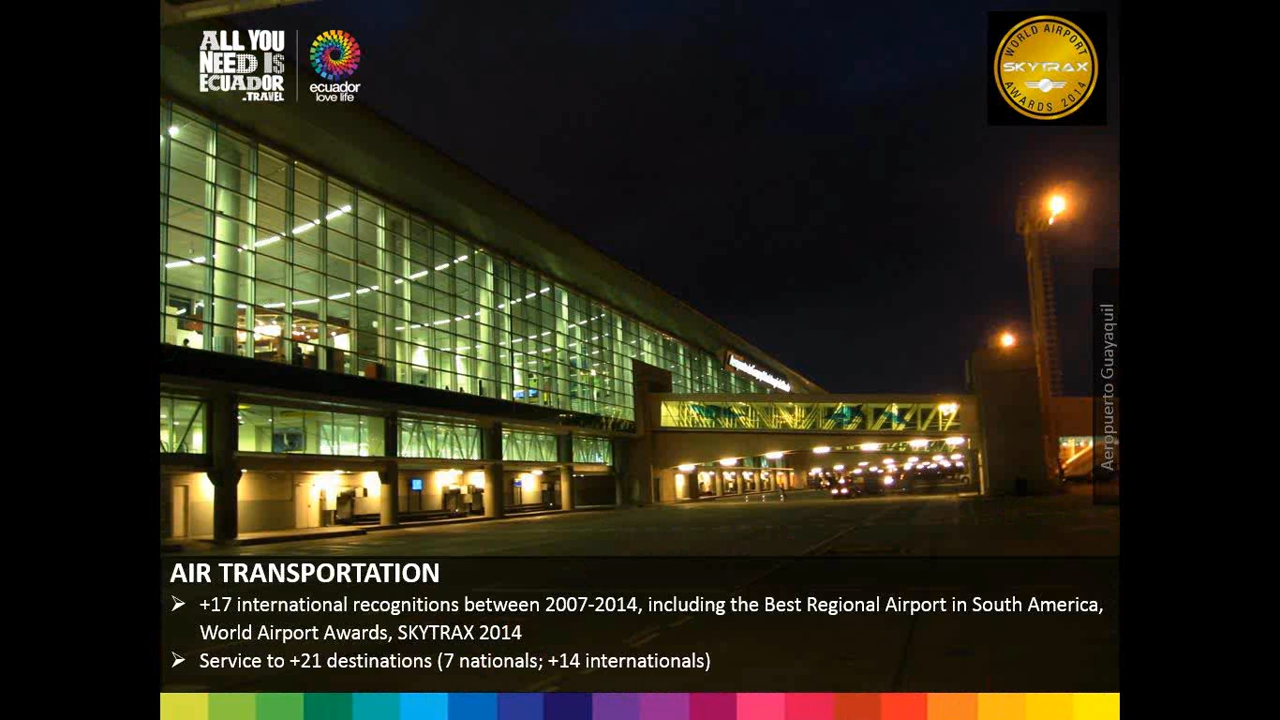 ALL YOU
NEED IS
ECUADOR
.TRAVEL
ecuador
love life
WORLD AIRPORT
SKYTRAX
AWARDS 2014
Aeropuerto Guayaquil
AIR TRANSPORTATION
➢ +17 international recognitions between 2007-2014, including the Best Regional Airport in South America,
World Airport Awards, SKYTRAX 2014
➢ Service to +21 destinations (7 nationals; +14 internationals)